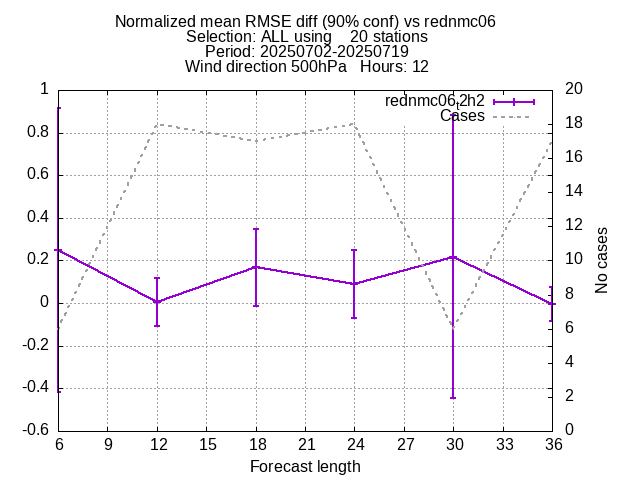 Normalized mean RMSE diff (90% conf) vs rednmc06
Selection: ALL using    20 stations
Period: 20250702-20250719
Wind direction 500hPa   Hours: 12
rednmc06,2h2
Cases
1
0.8
0.6
0.4
0.2
0
-0.2
-0.4
-0.6
20
18
16
14
12
10
8
6
4
2
0
No cases
6 9 12 15 18 21 24 27 30 33 36
Forecast length